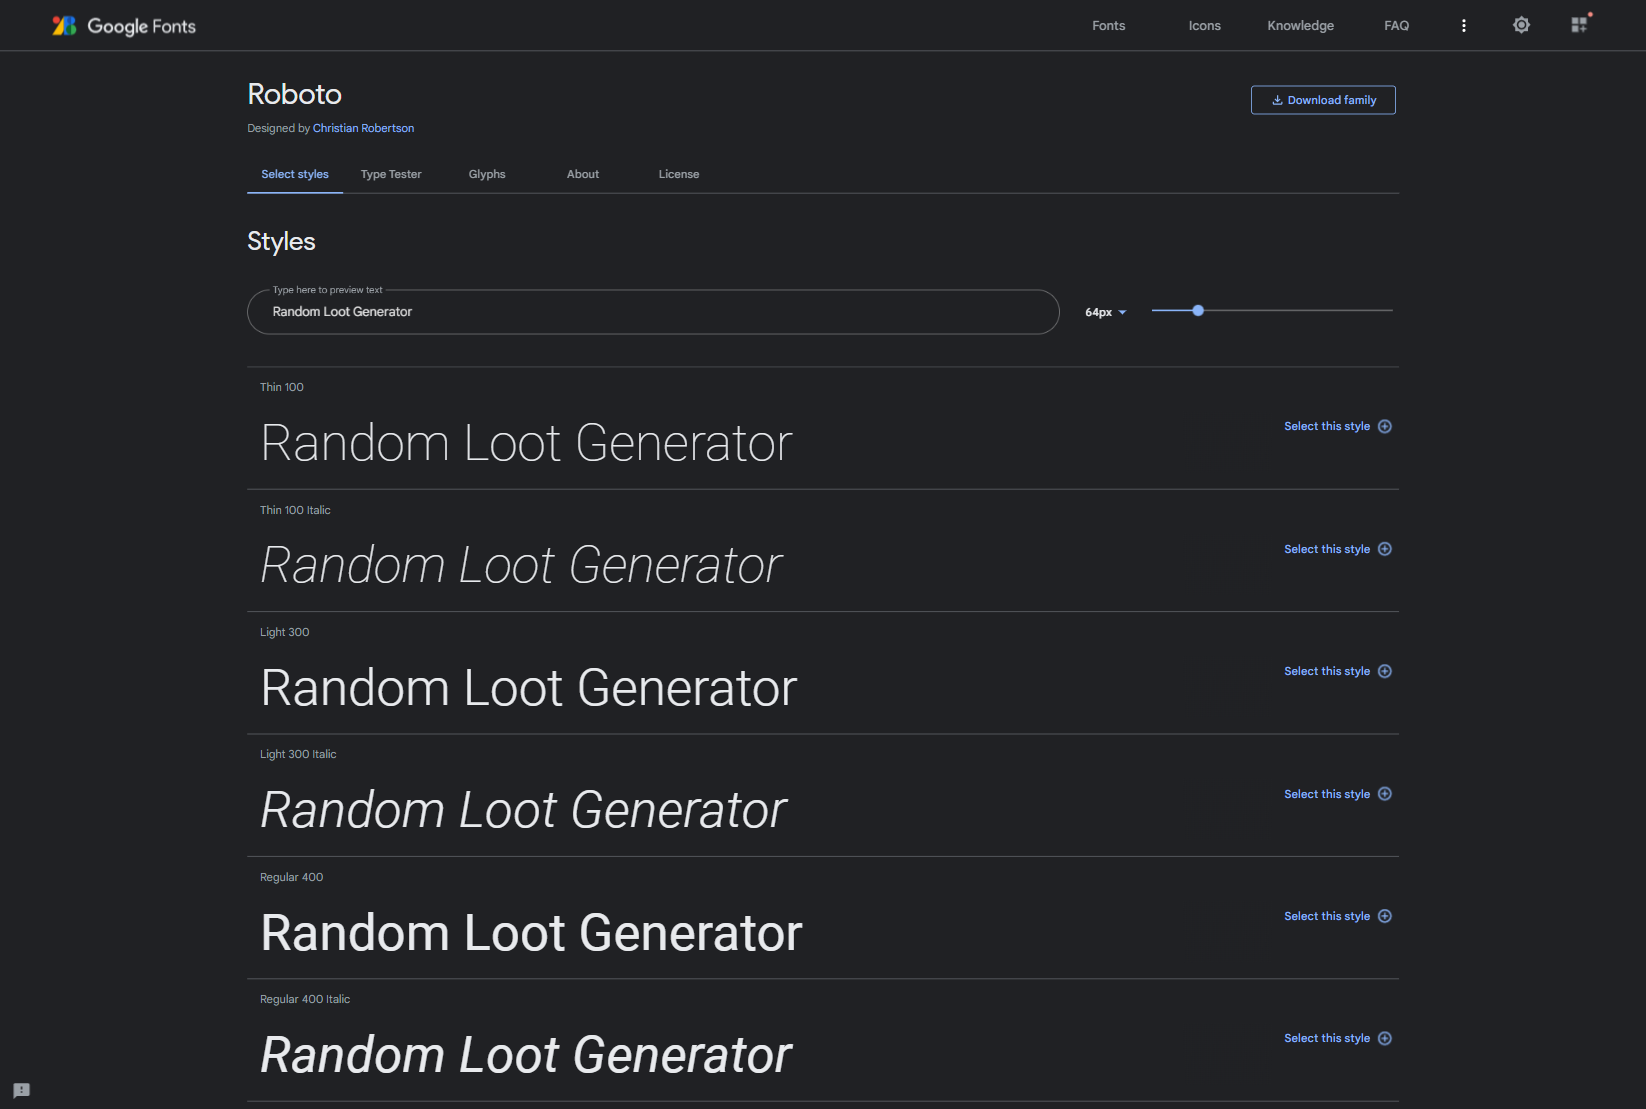 Google Fonts
Fonts
Icons
Knowledge
FAQ
Roboto
Download family
Designed by Christian Robertson
Select styles
Type Tester
Glyphs
About
License
Styles
Type here to preview text
Random Loot Generator
64px
Thin 100
Random Loot Generator
Select this style
Thin 100 Italic
Random Loot Generator
Select this style
Light 300
Random Loot Generator
Select this style
Light 300 Italic
Random Loot Generator
Select this style
Regular 400
Random Loot Generator
Select this style
Regular 400 Italic
Random Loot Generator
Select this style